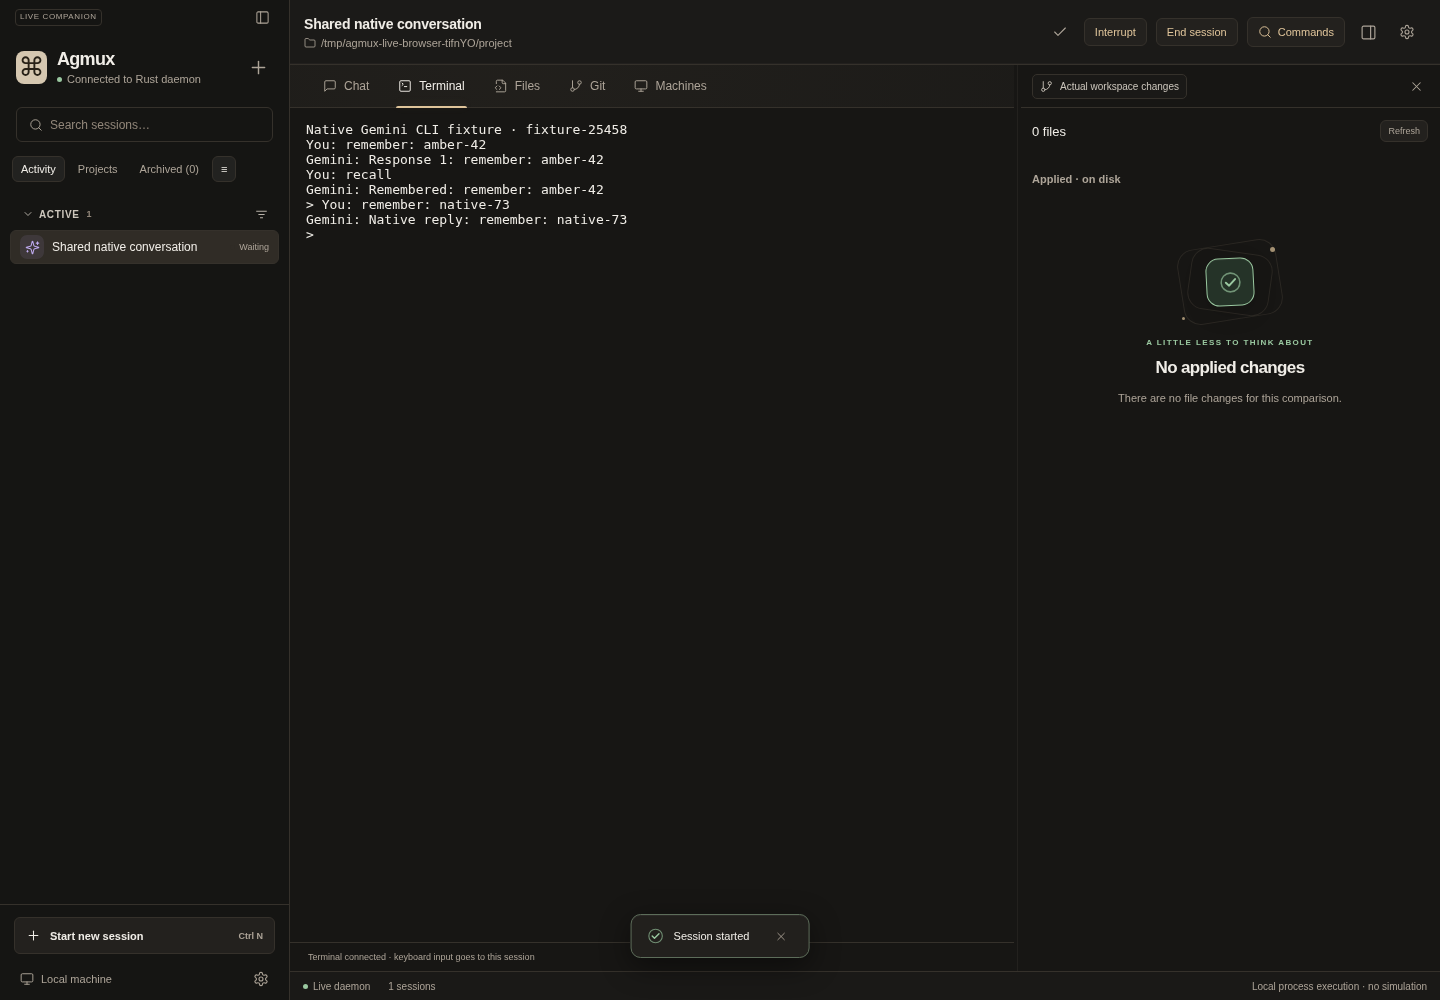 LIVE COMPANION
Agmux
Connected to Rust daemon
Search sessions…
Activity
Projects
Archived (0)
≡
ACTIVE 1
Shared native conversation
Waiting
Start new session
Ctrl N
Local machine
Shared native conversation
/tmp/agmux-live-browser-tifnYO/project
Interrupt
End session
Commands
Chat
Terminal
Files
Git
Machines
Native Gemini CLI fixture · fixture-25458
You: remember: amber-42
Gemini: Response 1: remember: amber-42
You: recall
Gemini: Remembered: remember: amber-42
> You: remember: native-73
Gemini: Native reply: remember: native-73
>
Terminal connected · keyboard input goes to this session
Session started
Actual workspace changes
0 files
Refresh
Applied · on disk
A LITTLE LESS TO THINK ABOUT
No applied changes
There are no file changes for this comparison.
Live daemon
1 sessions
Local process execution · no simulation